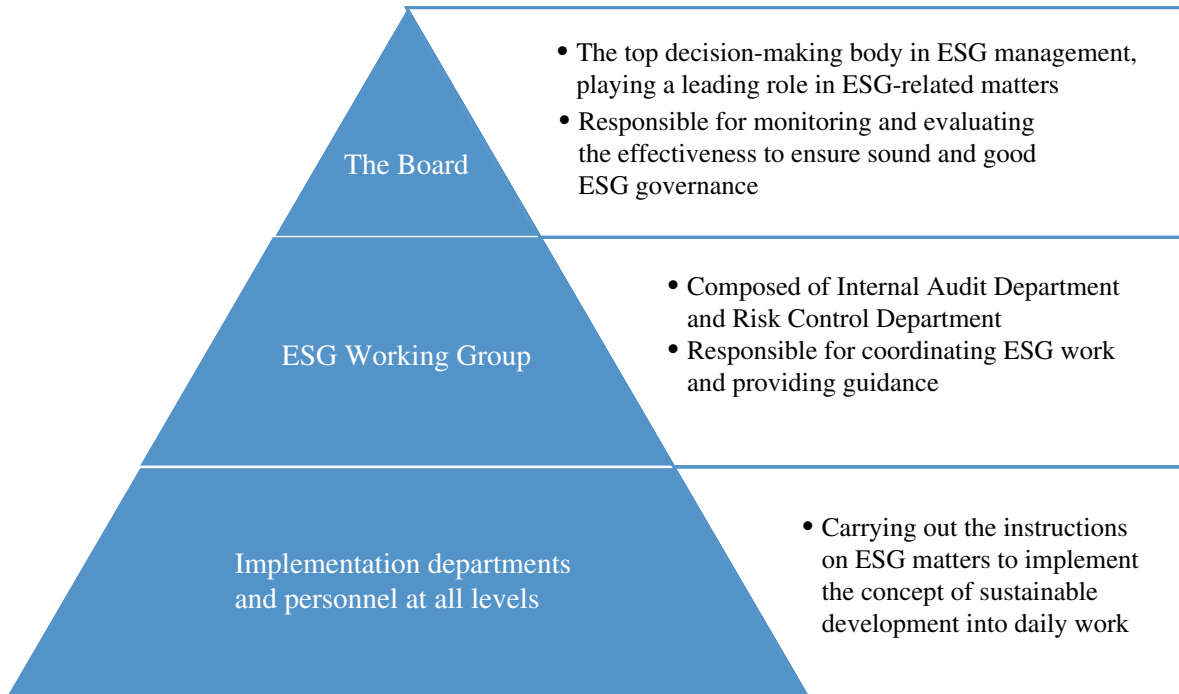 The Board
• The top decision-making body in ESG management,
playing a leading role in ESG-related matters
• Responsible for monitoring and evaluating
the effectiveness to ensure sound and good
ESG governance
ESG Working Group
• Composed of Internal Audit Department
and Risk Control Department
• Responsible for coordinating ESG work
and providing guidance
Implementation departments
and personnel at all levels
• Carrying out the instructions
on ESG matters to implement
the concept of sustainable
development into daily work